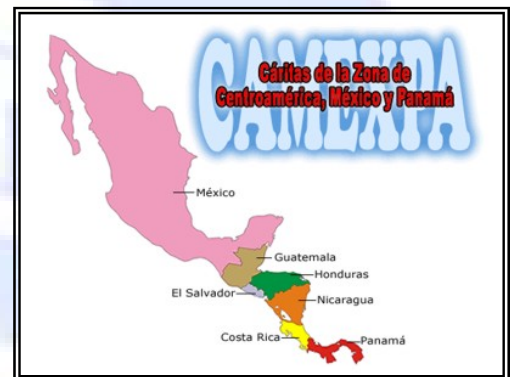 CAMEXPA
Cáritas de la Zona de
Centroamérica, México y Panamá
México
Guatemala
Honduras
El Salvador
Nicaragua
Costa Rica
Panamá